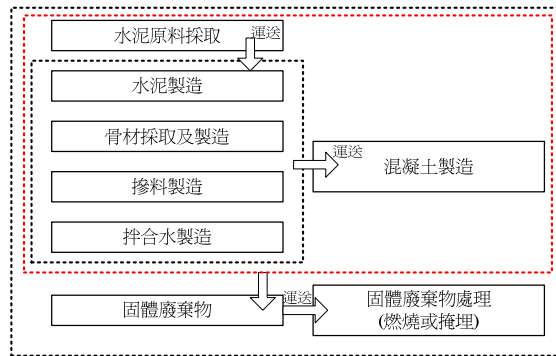 水泥原料採取
運送
水泥製造
骨材採取及製造
運送
混凝土製造
摻料製造
拌合水製造
固體廢棄物
運送
固體廢棄物處理
(燃燒或掩埋)